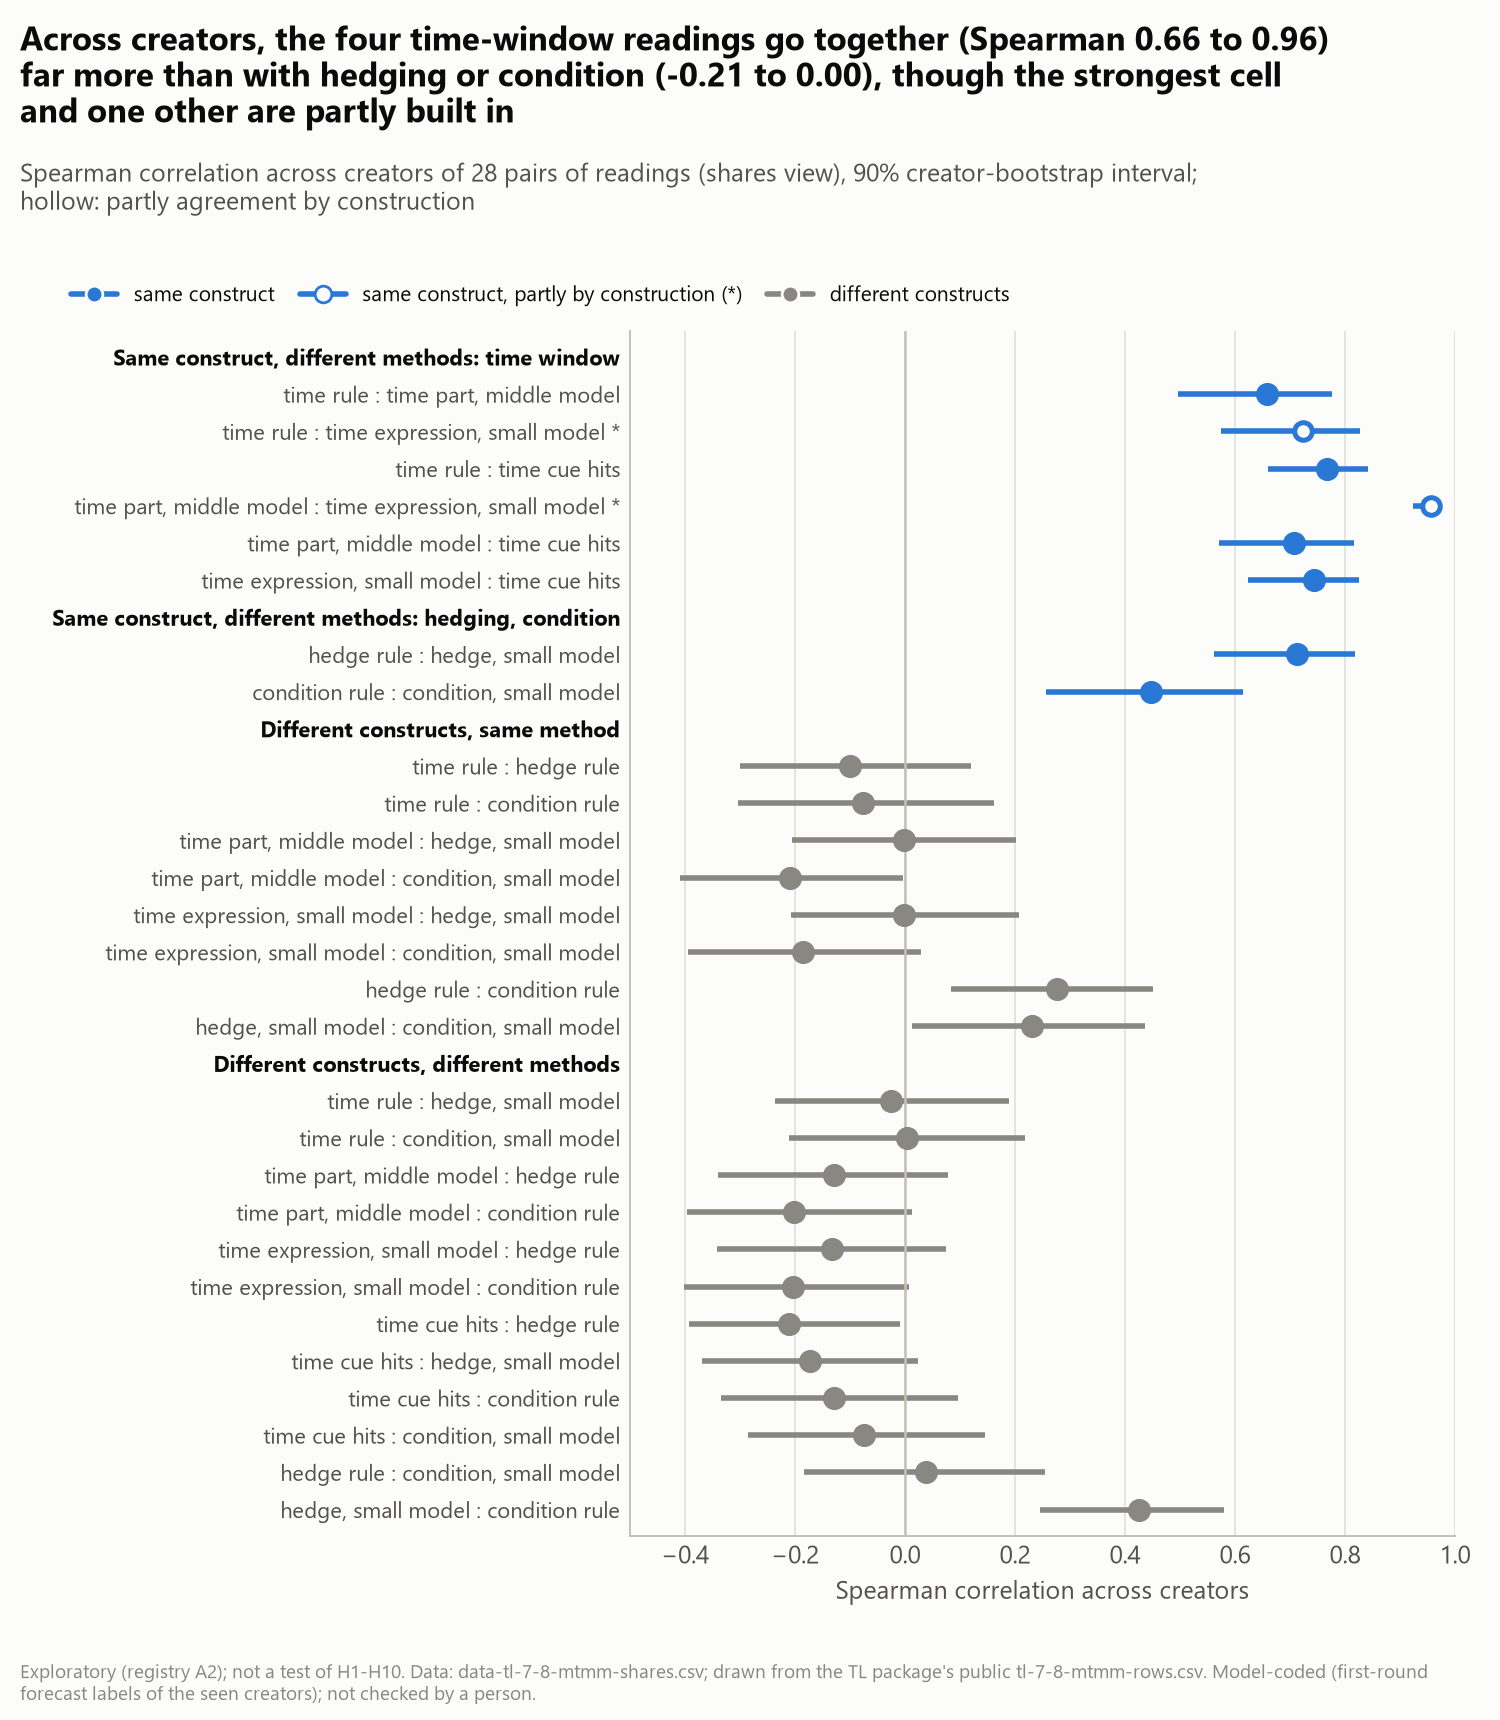 Across creators, the four time-window readings go together (Spearman 0.66 to 0.96)
far more than with hedging or condition (-0.21 to 0.00), though the strongest cell
and one other are partly built in
Spearman correlation across creators of 28 pairs of readings (shares view), 90% creator-bootstrap interval;
hollow: partly agreement by construction
same construct
same construct, partly by construction (*)
different constructs
Same construct, different methods: time window
time rule : time part, middle model
time rule : time expression, small model *
time rule : time cue hits
time part, middle model : time expression, small model *
time part, middle model : time cue hits
time expression, small model : time cue hits
Same construct, different methods: hedging, condition
hedge rule : hedge, small model
condition rule : condition, small model
Different constructs, same method
time rule : hedge rule
time rule : condition rule
time part, middle model : hedge, small model
time part, middle model : condition, small model
time expression, small model : hedge, small model
time expression, small model : condition, small model
hedge rule : condition rule
hedge, small model : condition, small model
Different constructs, different methods
time rule : hedge, small model
time rule : condition, small model
time part, middle model : hedge rule
time part, middle model : condition rule
time expression, small model : hedge rule
time expression, small model : condition rule
time cue hits : hedge rule
time cue hits : hedge, small model
time cue hits : condition rule
time cue hits : condition, small model
hedge rule : condition, small model
hedge, small model : condition rule
−0.4 −0.2 0.0 0.2 0.4 0.6 0.8 1.0
Spearman correlation across creators
Exploratory (registry A2); not a test of H1-H10. Data: data-tl-7-8-mtmm-shares.csv; drawn from the TL package's public tl-7-8-mtmm-rows.csv. Model-coded (first-round
forecast labels of the seen creators); not checked by a person.